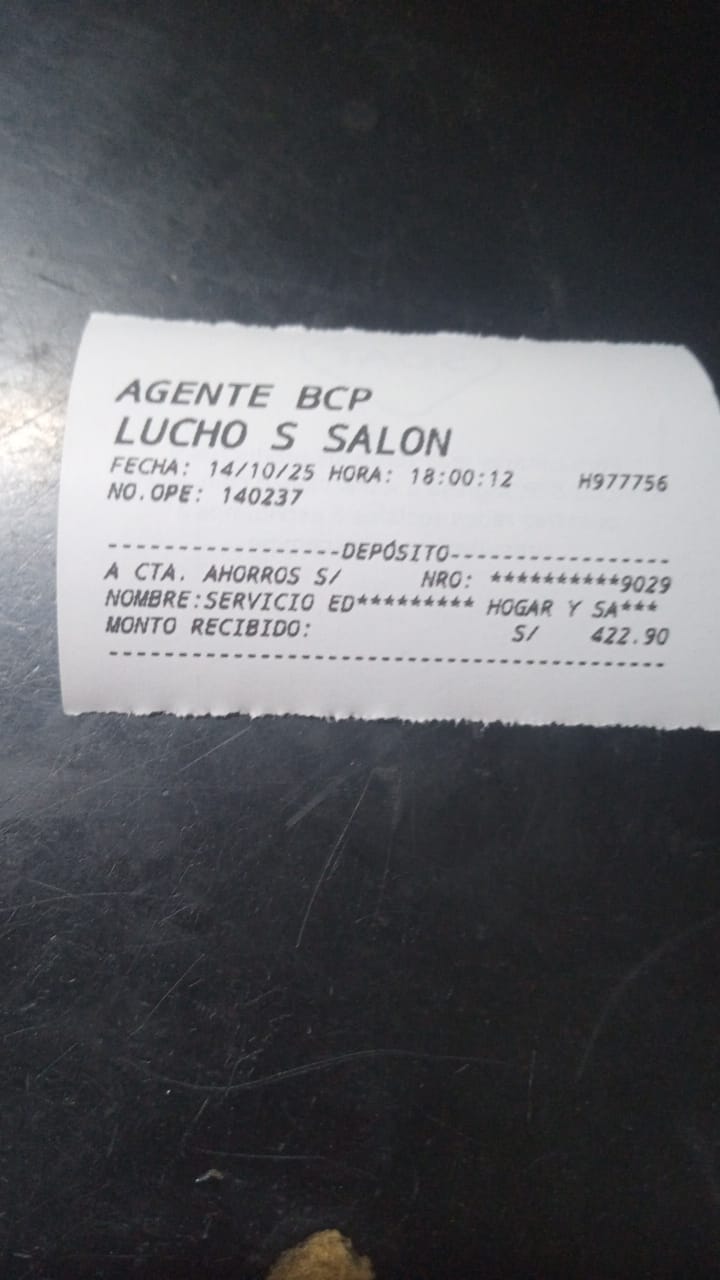 AGENTE BCP
LUCHO S SALON
FECHA: 14/10/25 HORA: 18:00:12 H977756
NO.OPE: 140237
-----------------DEPÓSITO----------------
A CTA. AHORROS S/ NRO: **********9029
NOMBRE:SERVICIO ED********* HOGAR Y SA***
MONTO RECIBIDO: S/ 422.90
-----------------------------------------